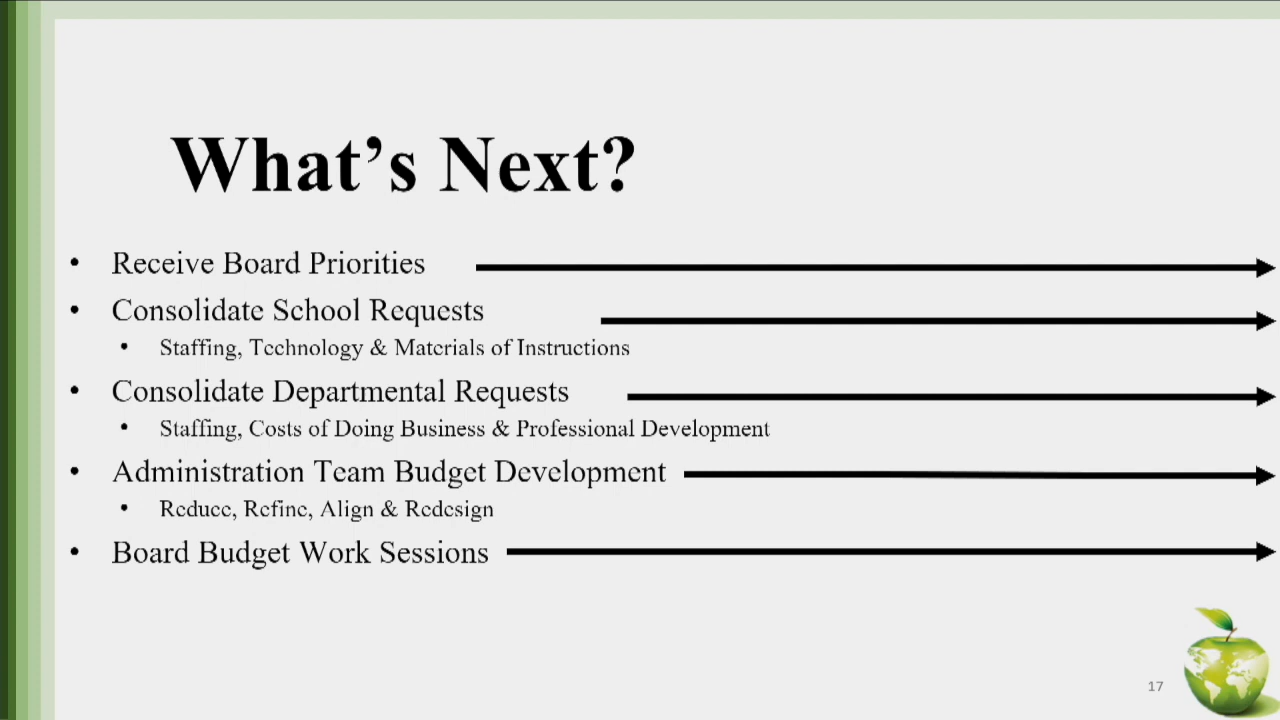 What's Next?
• Receive Board Priorities
• Consolidate School Requests
• Staffing, Technology & Materials of Instructions
• Consolidate Departmental Requests
• Staffing, Costs of Doing Business & Professional Development
• Administration Team Budget Development
• Reduce, Refine, Align & Redesign
• Board Budget Work Sessions
17